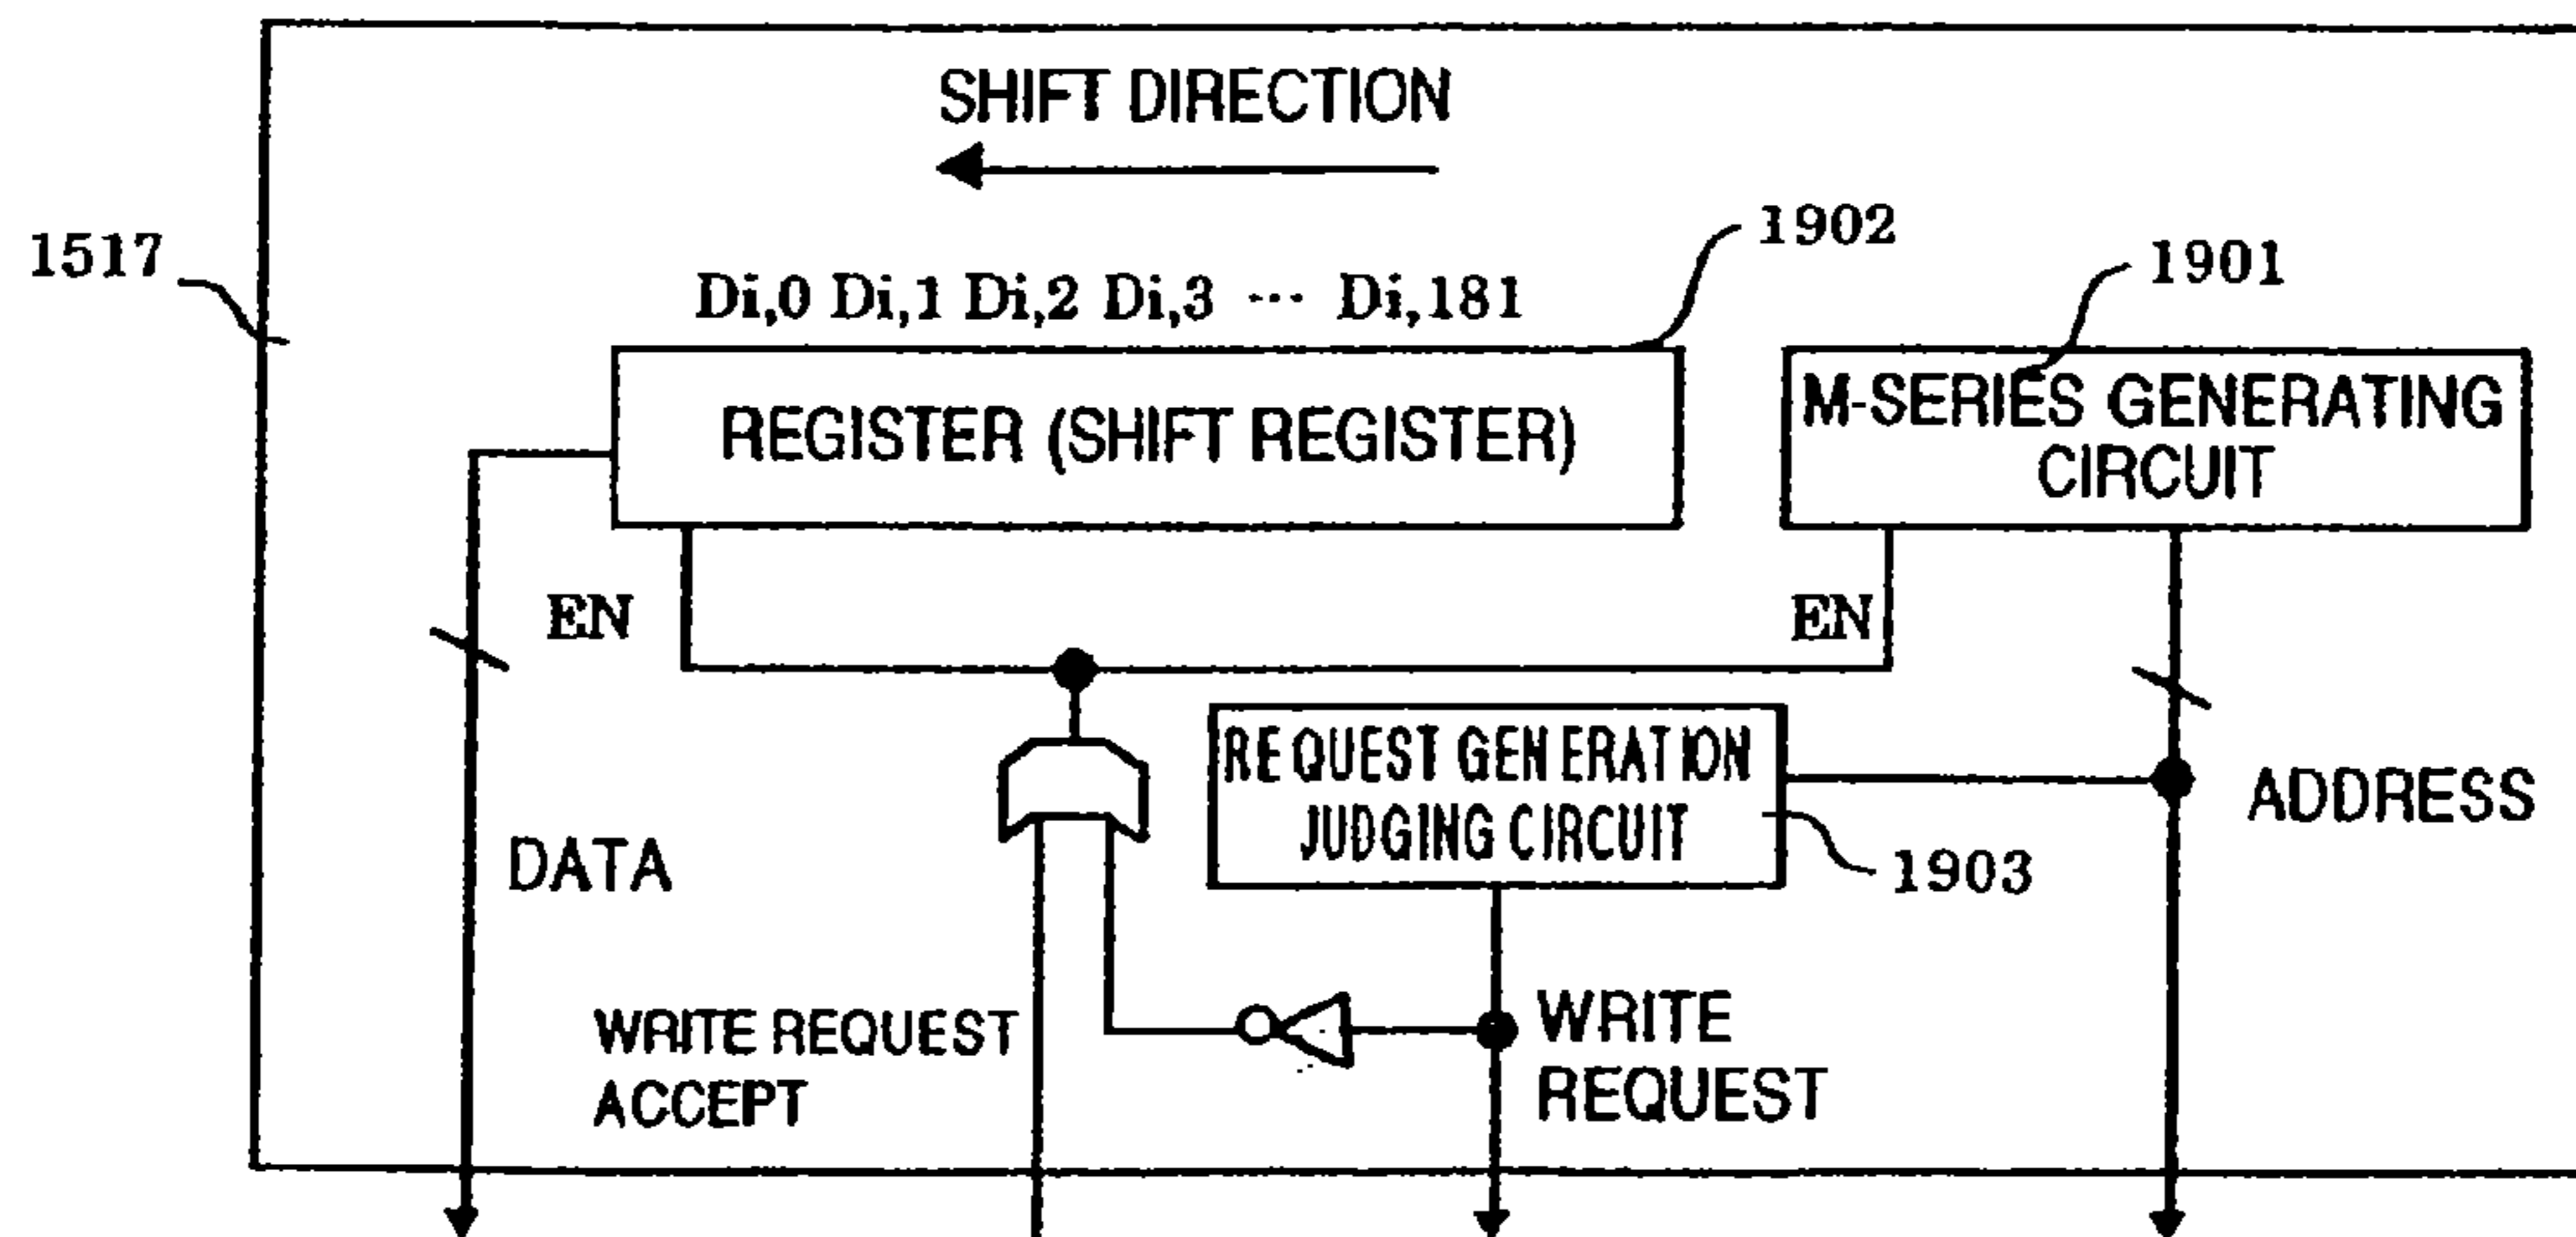 SHIFT DIRECTION
1517
1902
1901
Di,0 Di,1 Di,2 Di,3 ··· Di,181
REGISTER (SHIFT REGISTER)
M-SERIES GENERATING
CIRCUIT
EN
EN
REQUEST GENERATION
JUDGING CIRCUIT
ADDRESS
1903
DATA
WRITE REQUEST
ACCEPT
WRITE
REQUEST